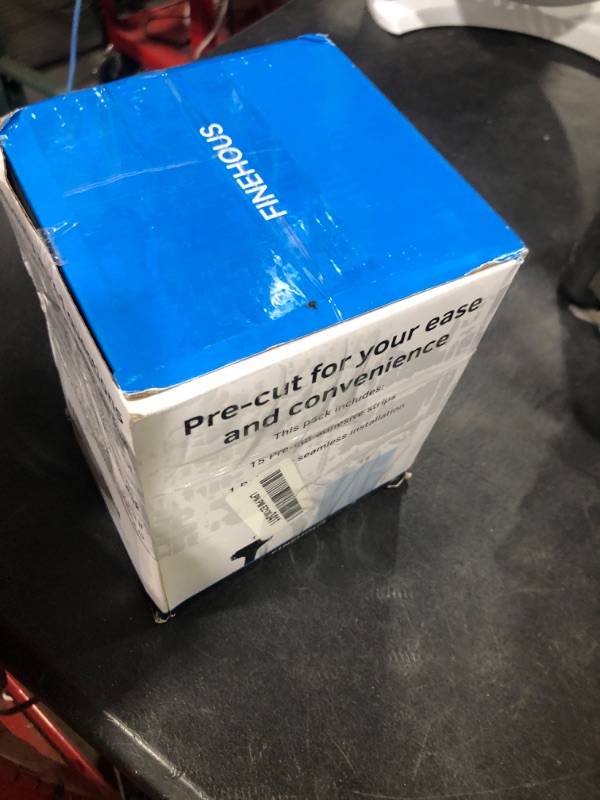 FINEHOUS
Pre-cut for your ease
and convenience
This pack includes:
15 Pre-cut adhesive strips
seamless installation